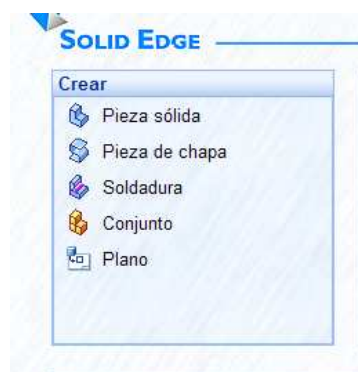 SOLID EDGE
Crear
Pieza sólida
Pieza de chapa
Soldadura
Conjunto
Plano